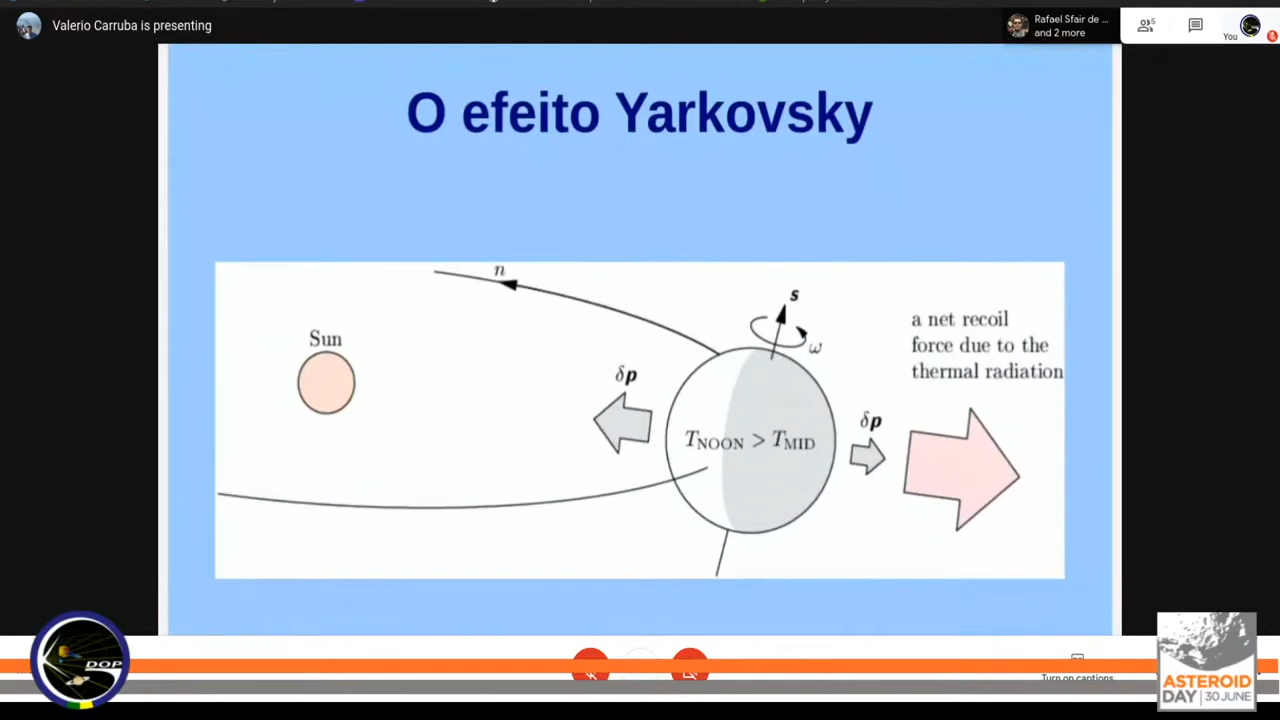 Valerio Carruba is presenting
Rafael Sfair de ...
and 2 more
5
You
O efeito Yarkovsky
n
s
ω
Sun
a net recoil
force due to the
thermal radiation
δp
δp
T_NOON > T_MID
DOP
Turn on captions
ASTEROID
DAY | 30 JUNE